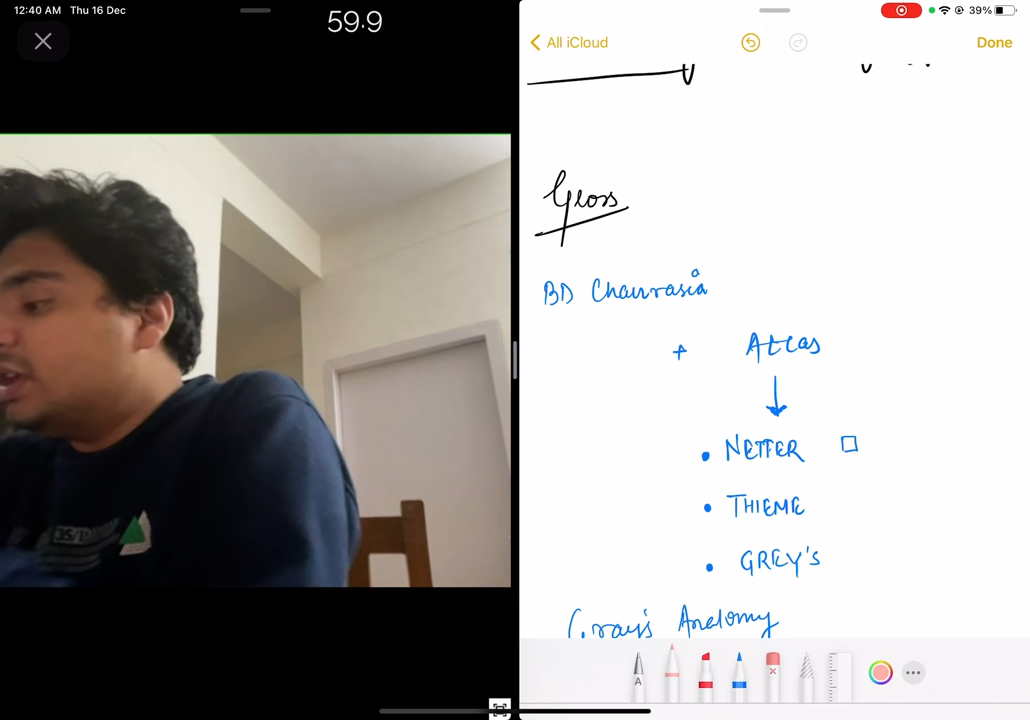 12:40 AM Thu 16 Dec
59.9
39%
All iCloud
Done
Gross
BD Chaurasia
+ Atlas
• NETTER
• THIEME
• GREY'S
Gray's Anatomy
A